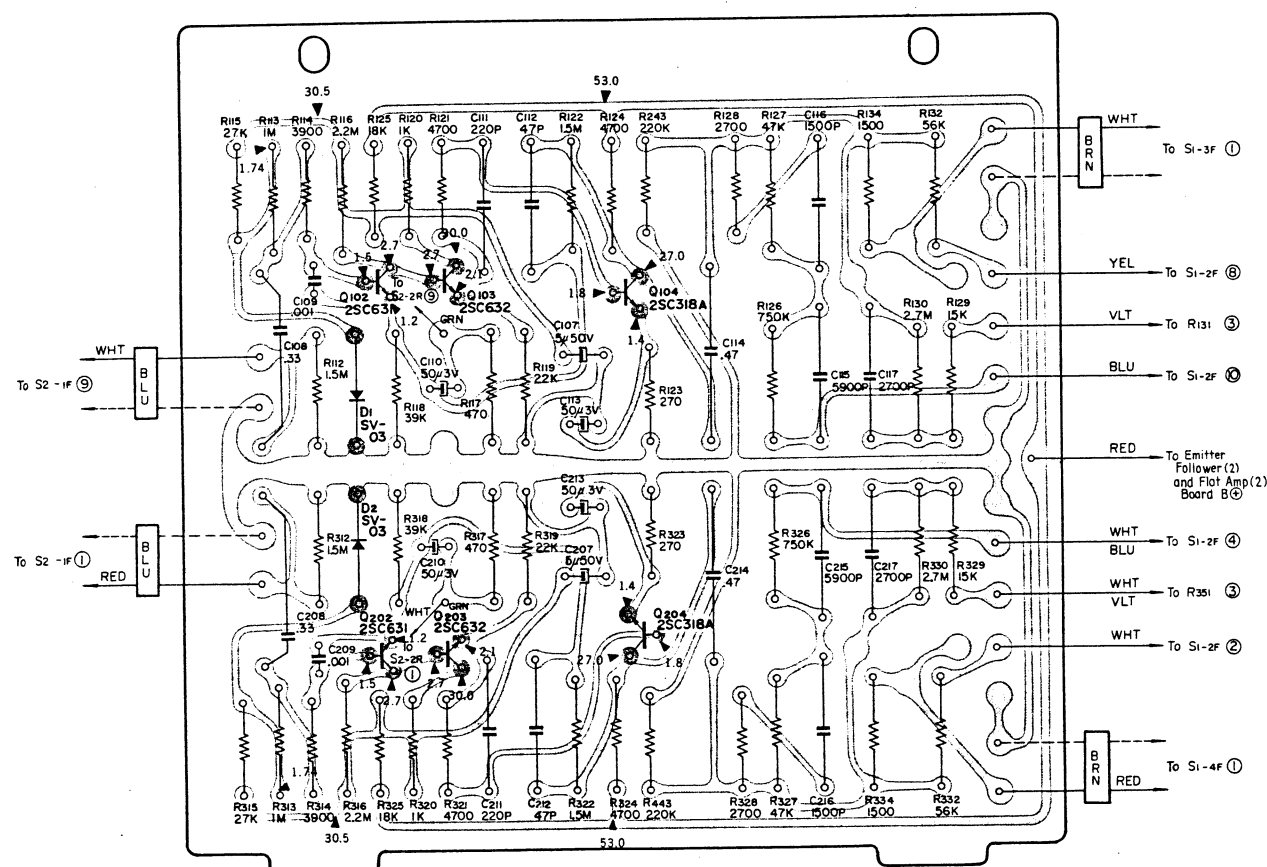 30.5
53.0
R115 R113 R114 R116 R125 R120 R121 C111 C112 R122 R124 R243 R128 R127 C116 R134 R132
27K 1M 3900 2.2M 18K 1K 4700 220P 47P 1.5M 4700 220K 2700 47K 1500P 1500 56K
WHT
BRN
To S1-3F ①
1.74
30.0
2.7
2.7
1.5
2.1
27.0
To
S2-2R ⑨
Q102
2SC631
Q103
2SC632
1.8
Q104
2SC318A
YEL
To S1-2F ⑧
C109
.001
1.2
GRN
1.4
C107
5μ50V
C108
.33
R126
750K
R130
2.7M
R129
15K
VLT
To R131 ③
WHT
BLU
To S2-1F ⑨
R112
1.5M
C110
50μ3V
R119
22K
C114
.47
C115
5900P
C117
2700P
BLU
To S1-2F ⑩
D1
SV-
03
R118
39K
R117
470
C113
50μ3V
R123
270
RED
To Emitter
Follower (2)
and Flat Amp (2)
Board B⊕
D2
SV-
03
C213
50μ3V
R312
1.5M
R318
39K
R317
470
R319
22K
R323
270
R326
750K
WHT
BLU
To S1-2F ④
BLU
To S2-1F ①
RED
C210
50μ3V
C207
5μ50V
C214
.47
C215
5900P
C217
2700P
R330
2.7M
R329
15K
WHT
VLT
To R351 ③
1.4
C208
.33
Q202
2SC631
WHT
GRN
Q203
2SC632
Q204
2SC318A
C209
.001
1.2
To
S2-2R
①
2.1
27.0
1.8
WHT
To S1-2F ②
1.5
2.7
2.7
30.0
1.74
BRN
RED
To S1-4F ①
R315 R313 R314 R316 R325 R320 R321 C211 C212 R322 R324 R443 R328 R327 C216 R334 R332
27K 1M 3900 2.2M 18K 1K 4700 220P 47P 1.5M 4700 220K 2700 47K 1500P 1500 56K
30.5
53.0